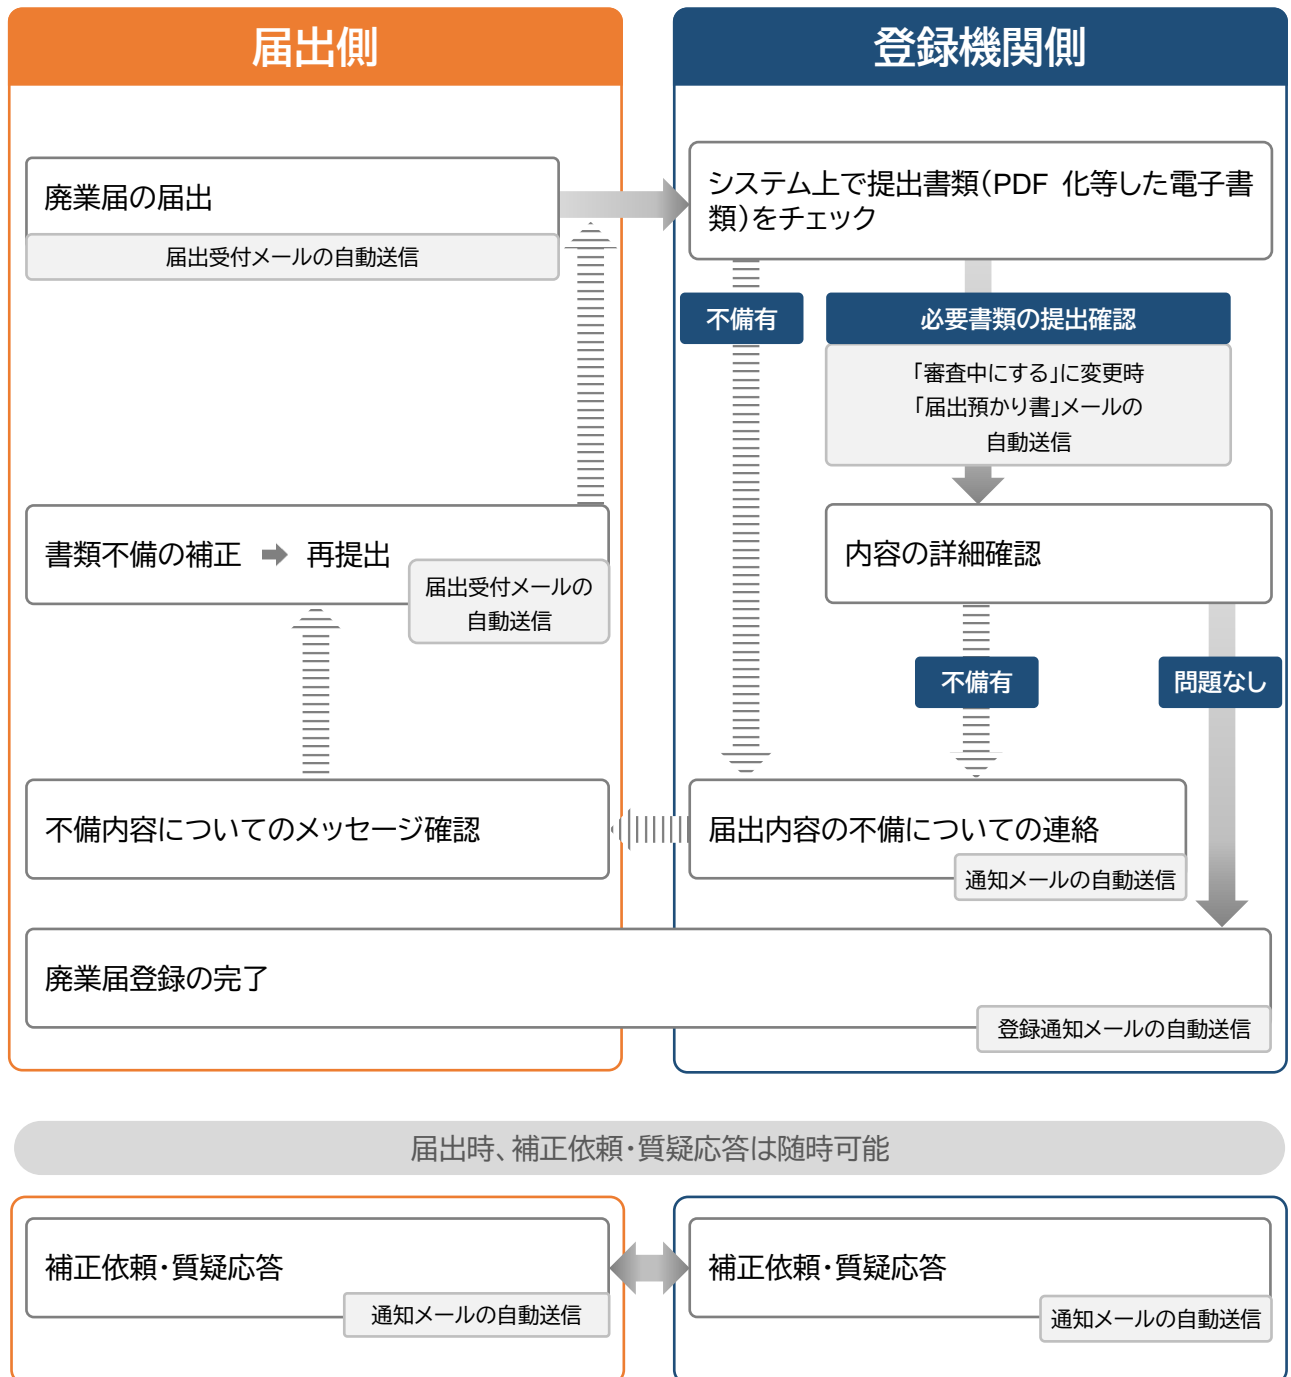 届出側
登録機関側
廃業届の届出
届出受付メールの自動送信
システム上で提出書類（PDF 化等した電子書
類）をチェック
不備有
必要書類の提出確認
「審査中にする」に変更時
「届出預かり書」メールの
自動送信
書類不備の補正 ➡ 再提出
届出受付メールの
自動送信
内容の詳細確認
不備有
問題なし
不備内容についてのメッセージ確認
届出内容の不備についての連絡
通知メールの自動送信
廃業届登録の完了
登録通知メールの自動送信
届出時、補正依頼・質疑応答は随時可能
補正依頼・質疑応答
通知メールの自動送信
補正依頼・質疑応答
通知メールの自動送信